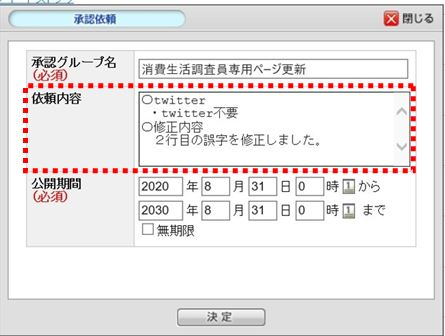 承認依頼
閉じる
承認グループ名
(必須)
消費生活調査員専用ページ更新
依頼内容
〇twitter
・twitter不要
〇修正内容
２行目の誤字を修正しました。
公開期間
(必須)
2020 年 8 月 31 日 0 時 から
2030 年 8 月 31 日 0 時 まで
無期限
決定